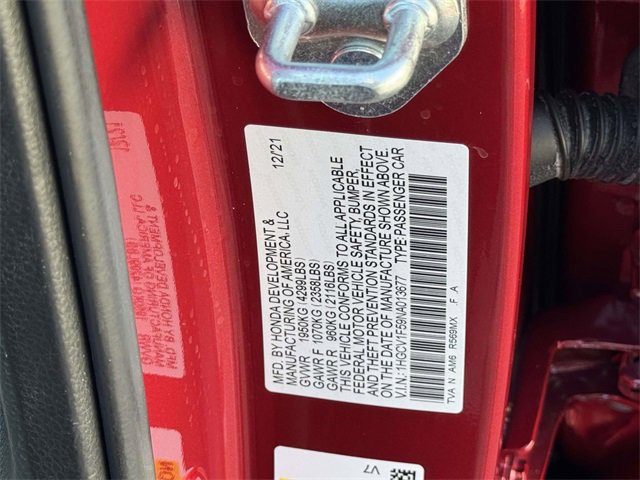 MFD. BY HONDA DEVELOPMENT & 12/21
MANUFACTURING OF AMERICA, LLC
GVWR 1950KG (4299LBS)
GAWR F 1070KG (2358LBS)
GAWR R 960KG (2116LBS)
THIS VEHICLE CONFORMS TO ALL APPLICABLE
FEDERAL MOTOR VEHICLE SAFETY, BUMPER,
AND THEFT PREVENTION STANDARDS IN EFFECT
ON THE DATE OF MANUFACTURE SHOWN ABOVE.
V.I.N.: 1HGCV1F59NA013677 TYPE:PASSENGER CAR
TVA N AM6 R569MX F A
V7